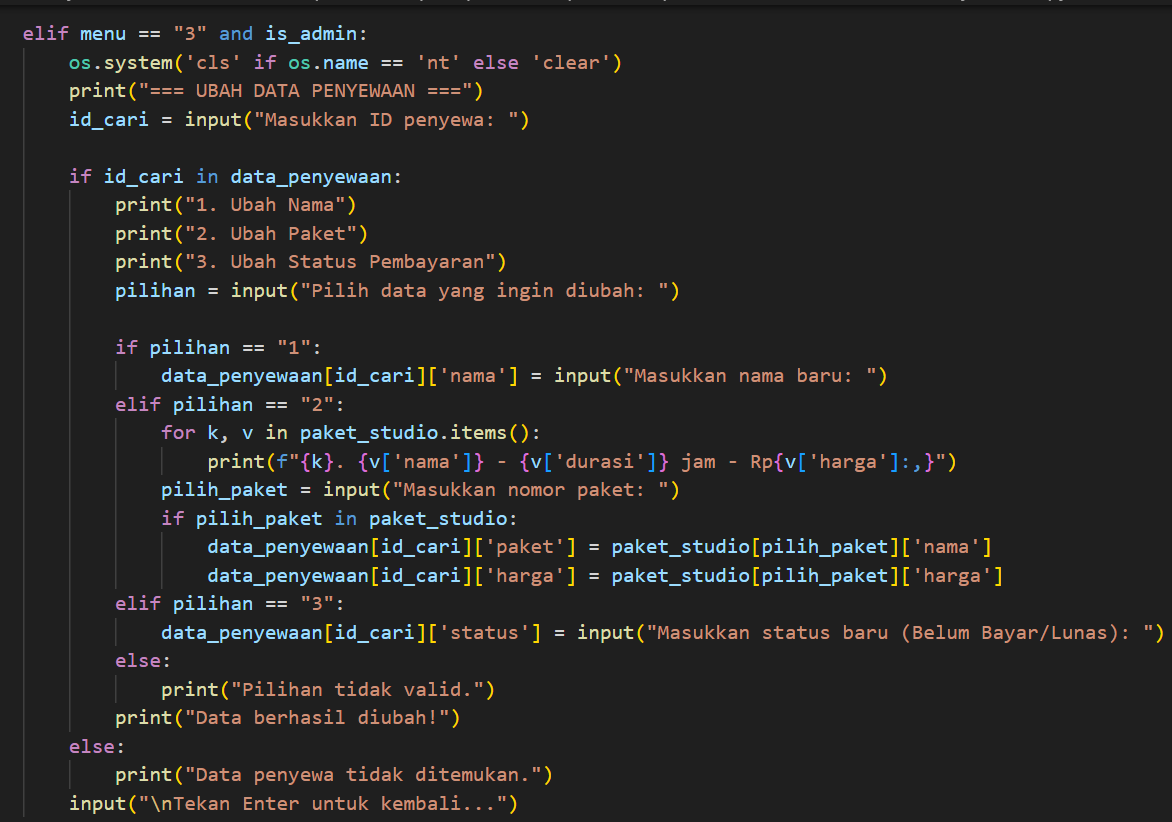 elif menu == "3" and is_admin:
    os.system('cls' if os.name == 'nt' else 'clear')
    print("=== UBAH DATA PENYEWAAN ===")
    id_cari = input("Masukkan ID penyewa: ")

    if id_cari in data_penyewaan:
        print("1. Ubah Nama")
        print("2. Ubah Paket")
        print("3. Ubah Status Pembayaran")
        pilihan = input("Pilih data yang ingin diubah: ")

        if pilihan == "1":
            data_penyewaan[id_cari]['nama'] = input("Masukkan nama baru: ")
        elif pilihan == "2":
            for k, v in paket_studio.items():
                print(f"{k}. {v['nama']} - {v['durasi']} jam - Rp{v['harga']:,}")
            pilih_paket = input("Masukkan nomor paket: ")
            if pilih_paket in paket_studio:
                data_penyewaan[id_cari]['paket'] = paket_studio[pilih_paket]['nama']
                data_penyewaan[id_cari]['harga'] = paket_studio[pilih_paket]['harga']
        elif pilihan == "3":
            data_penyewaan[id_cari]['status'] = input("Masukkan status baru (Belum Bayar/Lunas): ")
        else:
            print("Pilihan tidak valid.")
        print("Data berhasil diubah!")
    else:
        print("Data penyewa tidak ditemukan.")
    input("\nTekan Enter untuk kembali...")